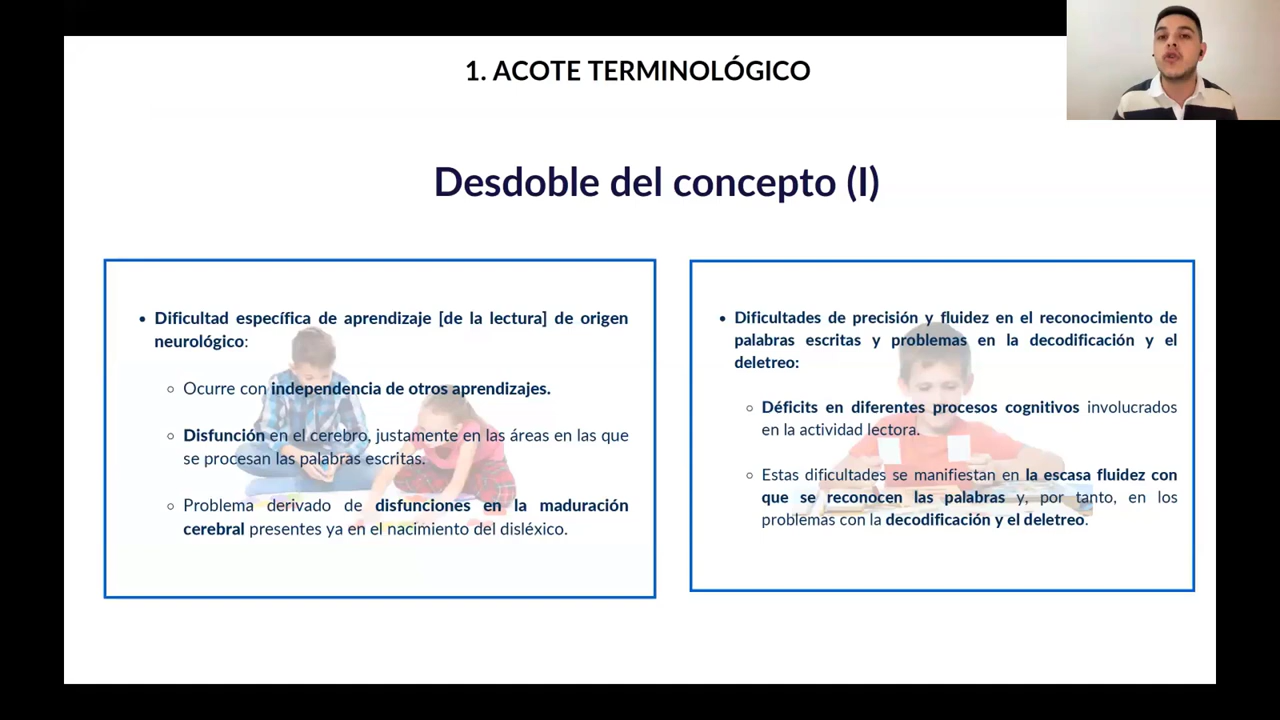 1. ACOTE TERMINOLÓGICO
Desdoble del concepto (I)
• Dificultad específica de aprendizaje [de la lectura] de origen
neurológico:
○ Ocurre con independencia de otros aprendizajes.
○ Disfunción en el cerebro, justamente en las áreas en las que
se procesan las palabras escritas.
○ Problema derivado de disfunciones en la maduración
cerebral presentes ya en el nacimiento del disléxico.
• Dificultades de precisión y fluidez en el reconocimiento de
palabras escritas y problemas en la decodificación y el
deletreo:
○ Déficits en diferentes procesos cognitivos involucrados
en la actividad lectora.
○ Estas dificultades se manifiestan en la escasa fluidez con
que se reconocen las palabras y, por tanto, en los
problemas con la decodificación y el deletreo.